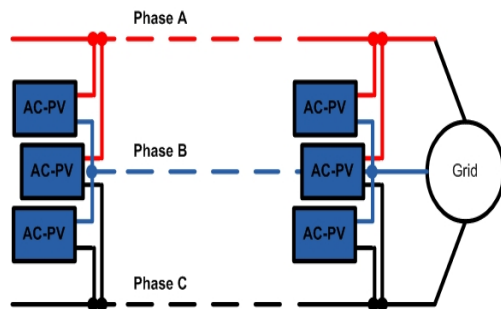 Phase A
AC-PV
AC-PV
Phase B
AC-PV
AC-PV
Grid
AC-PV
AC-PV
Phase C